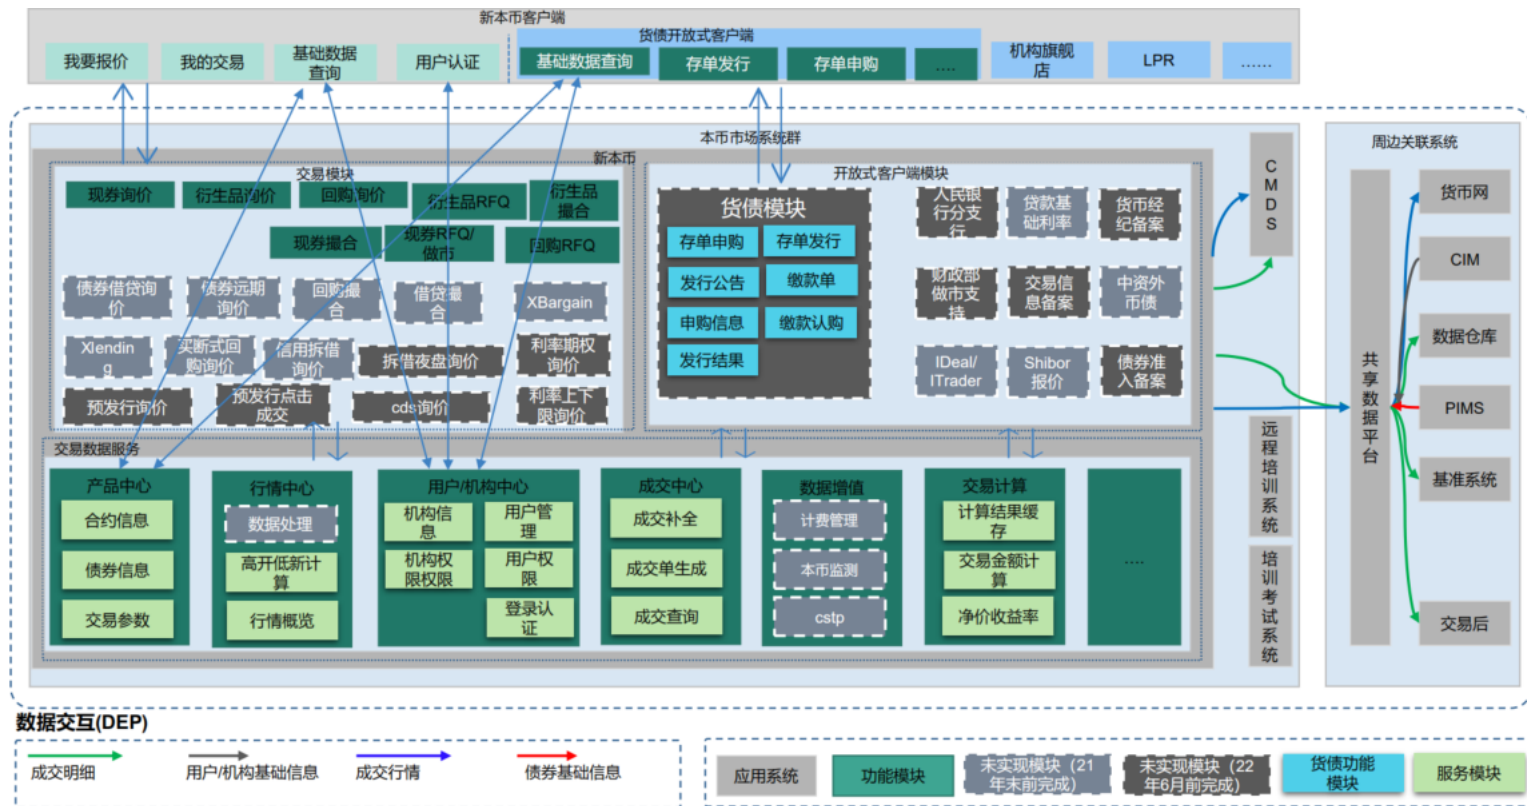 新本币客户端
我要报价
我的交易
基础数据
查询
用户认证
货债开放式客户端
基础数据查询
存单发行
存单申购
....
机构旗舰
店
LPR
......
本币市场系统群
新本币
交易模块
现券询价
衍生品询价
回购询价
衍生品RFQ
衍生品
撮合
现券撮合
现券RFQ/
做市
回购RFQ
债券借贷询
价
债券远期
询价
回购撮
合
借贷撮
合
XBargain
Xlendin
g
买断式回
购询价
信用拆借
询价
拆借夜盘询价
利率期权
询价
预发行询价
预发行点击
成交
cds询价
利率上下
限询价
开放式客户端模块
货债模块
存单申购
存单发行
发行公告
缴款单
申购信息
缴款认购
发行结果
人民银
行分支
行
贷款基
础利率
货币经
纪备案
财政部
做市支
持
交易信
息备案
中资外
币债
IDeal/
ITrader
Shibor
报价
债券准
入备案
交易数据服务
产品中心
合约信息
债券信息
交易参数
行情中心
数据处理
高开低新计
算
行情概览
用户/机构中心
机构信
息
用户管
理
机构权
限权限
用户权
限
登录认
证
成交中心
成交补全
成交单生成
成交查询
数据增值
计费管理
本币监测
cstp
交易计算
计算结果缓
存
交易金额计
算
净价收益率
....
CMDS
远程培训系统
培训考试系统
周边关联系统
共享数据平台
货币网
CIM
数据仓库
PIMS
基准系统
交易后
数据交互(DEP)
成交明细
用户/机构基础信息
成交行情
债券基础信息
应用系统
功能模块
未实现模块（21
年末前完成）
未实现模块（22
年6月前完成）
货债功能
模块
服务模块